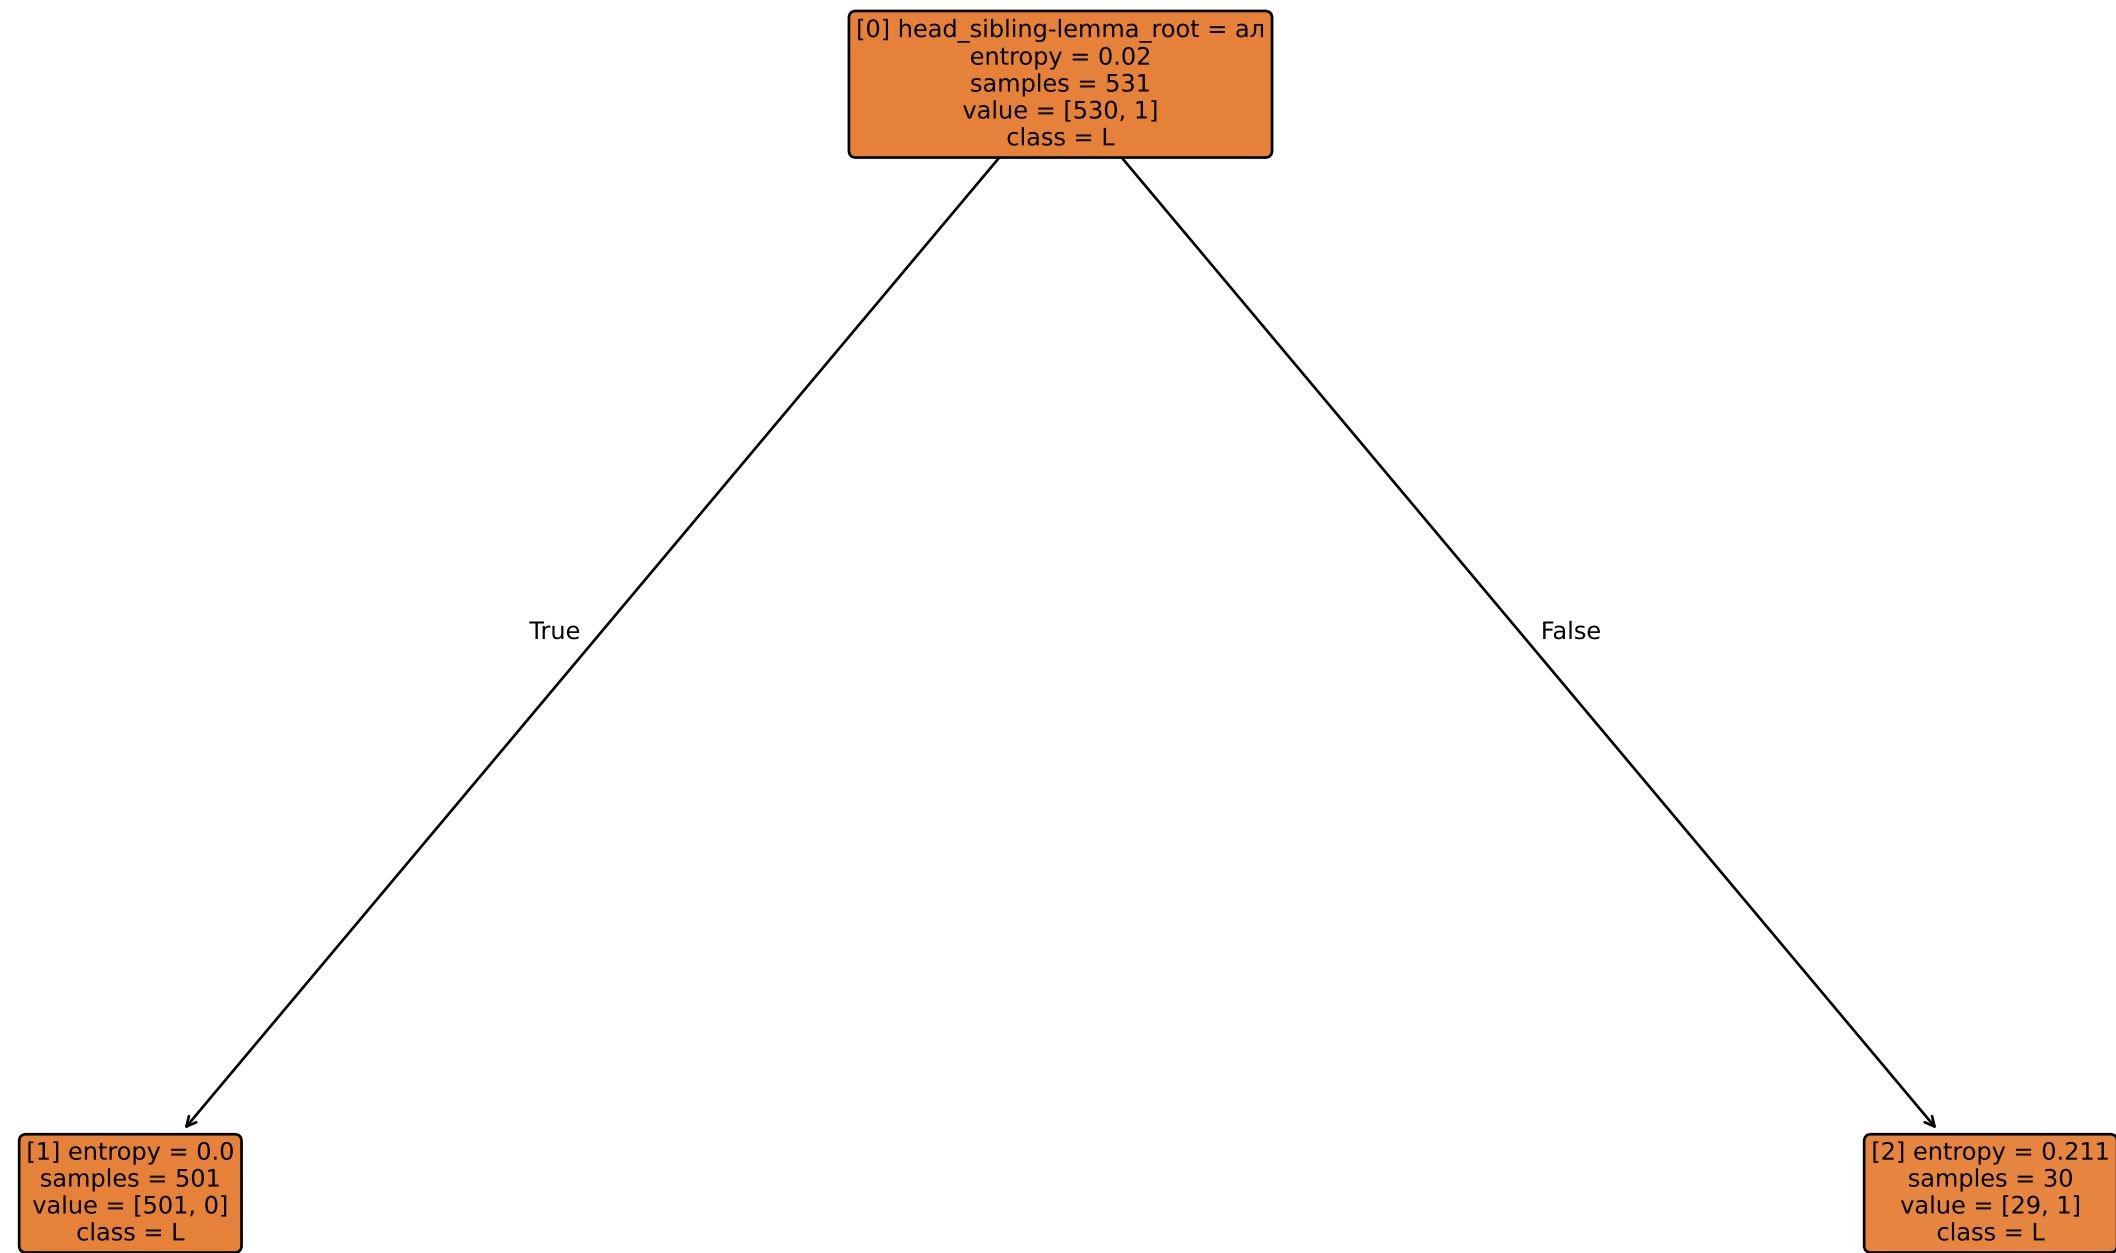 [0] head_sibling-lemma_root = ал
entropy = 0.02
samples = 531
value = [530, 1]
class = L
True
False
[1] entropy = 0.0
samples = 501
value = [501, 0]
class = L
[2] entropy = 0.211
samples = 30
value = [29, 1]
class = L